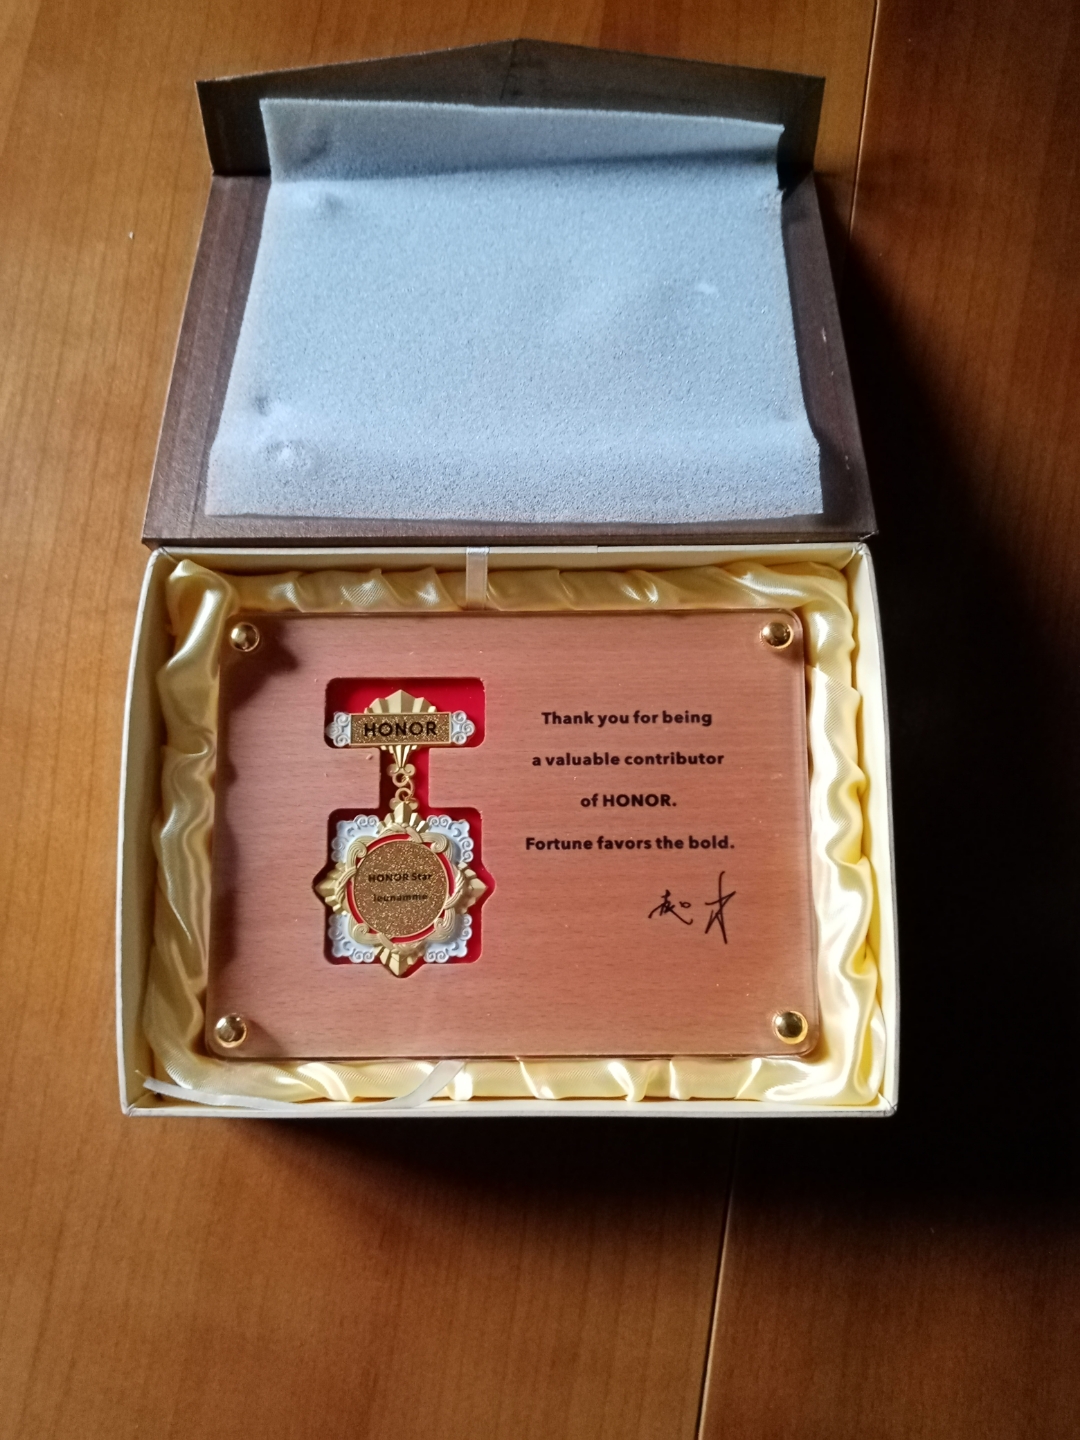 HONOR
HONOR Star
Thank you for being
a valuable contributor
of HONOR.
Fortune favors the bold.